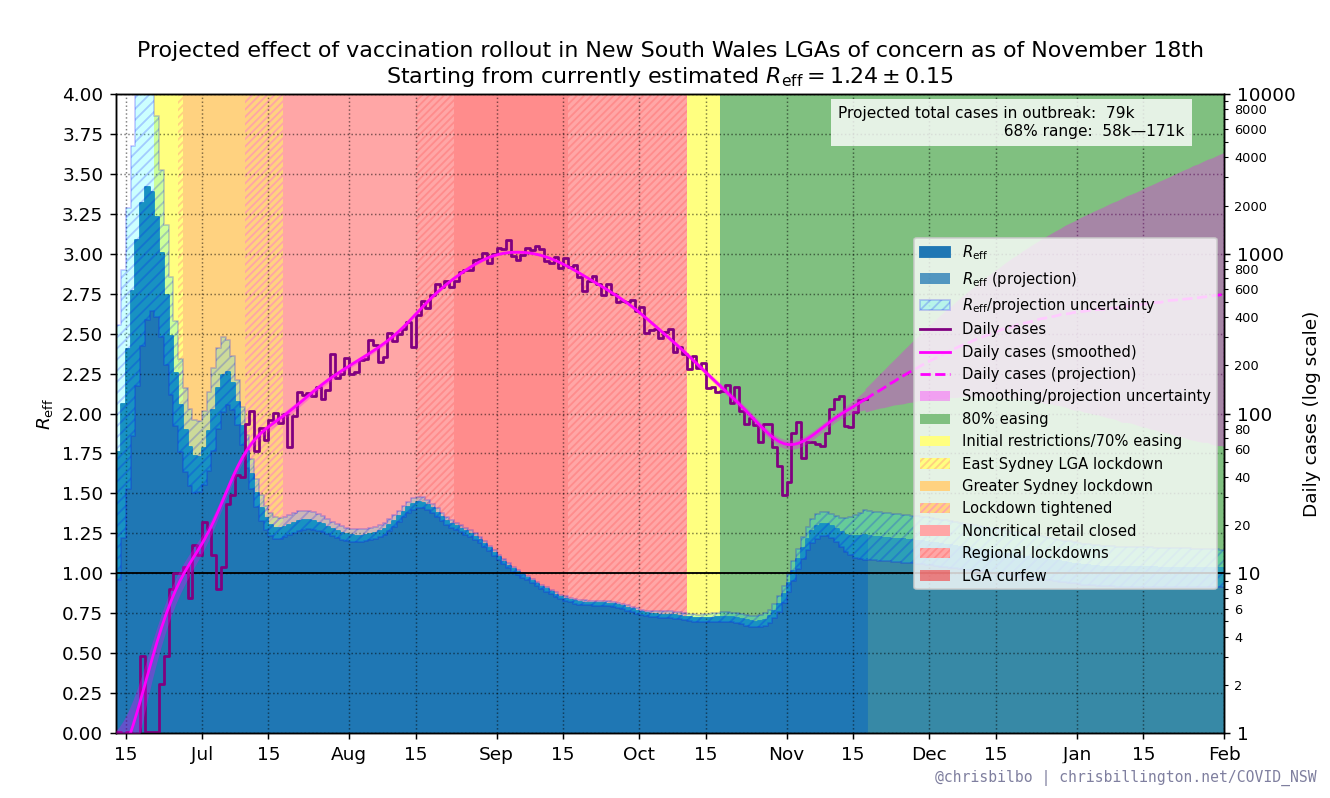 Projected effect of vaccination rollout in New South Wales LGAs of concern as of November 18th
Starting from currently estimated Reff = 1.24 ± 0.15
Projected total cases in outbreak: 79k
68% range: 58k—171k
Reff
4.00
3.75
3.50
3.25
3.00
2.75
2.50
2.25
2.00
1.75
1.50
1.25
1.00
0.75
0.50
0.25
0.00
Reff
Reff (projection)
Reff/projection uncertainty
Daily cases
Daily cases (smoothed)
Daily cases (projection)
Smoothing/projection uncertainty
80% easing
Initial restrictions/70% easing
East Sydney LGA lockdown
Greater Sydney lockdown
Lockdown tightened
Noncritical retail closed
Regional lockdowns
LGA curfew
10000
8000
6000
4000
2000
1000
800
600
400
200
100
80
60
40
20
10
8
6
4
2
1
Daily cases (log scale)
15 Jul 15 Aug 15 Sep 15 Oct 15 Nov 15 Dec 15 Jan 15 Feb
@chrisbilbo | chrisbillington.net/COVID_NSW